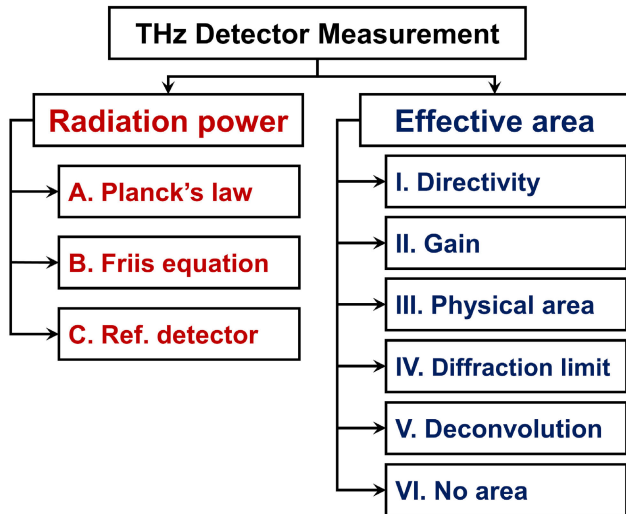 THz Detector Measurement
Radiation power
A. Planck's law
B. Friis equation
C. Ref. detector
Effective area
I. Directivity
II. Gain
III. Physical area
IV. Diffraction limit
V. Deconvolution
VI. No area